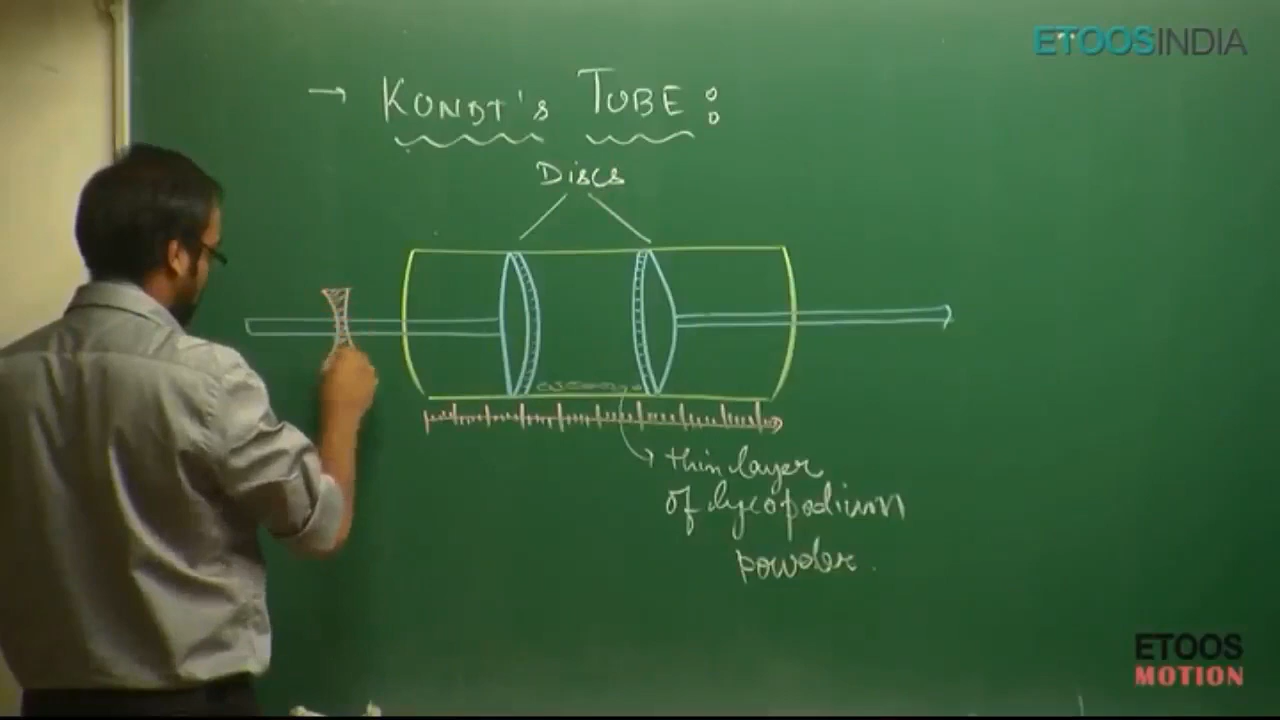 ETOOSINDIA
→ KUNDT's TUBE:
Discs
thin layer
of lycopodium
powder.
ETOOS
MOTION